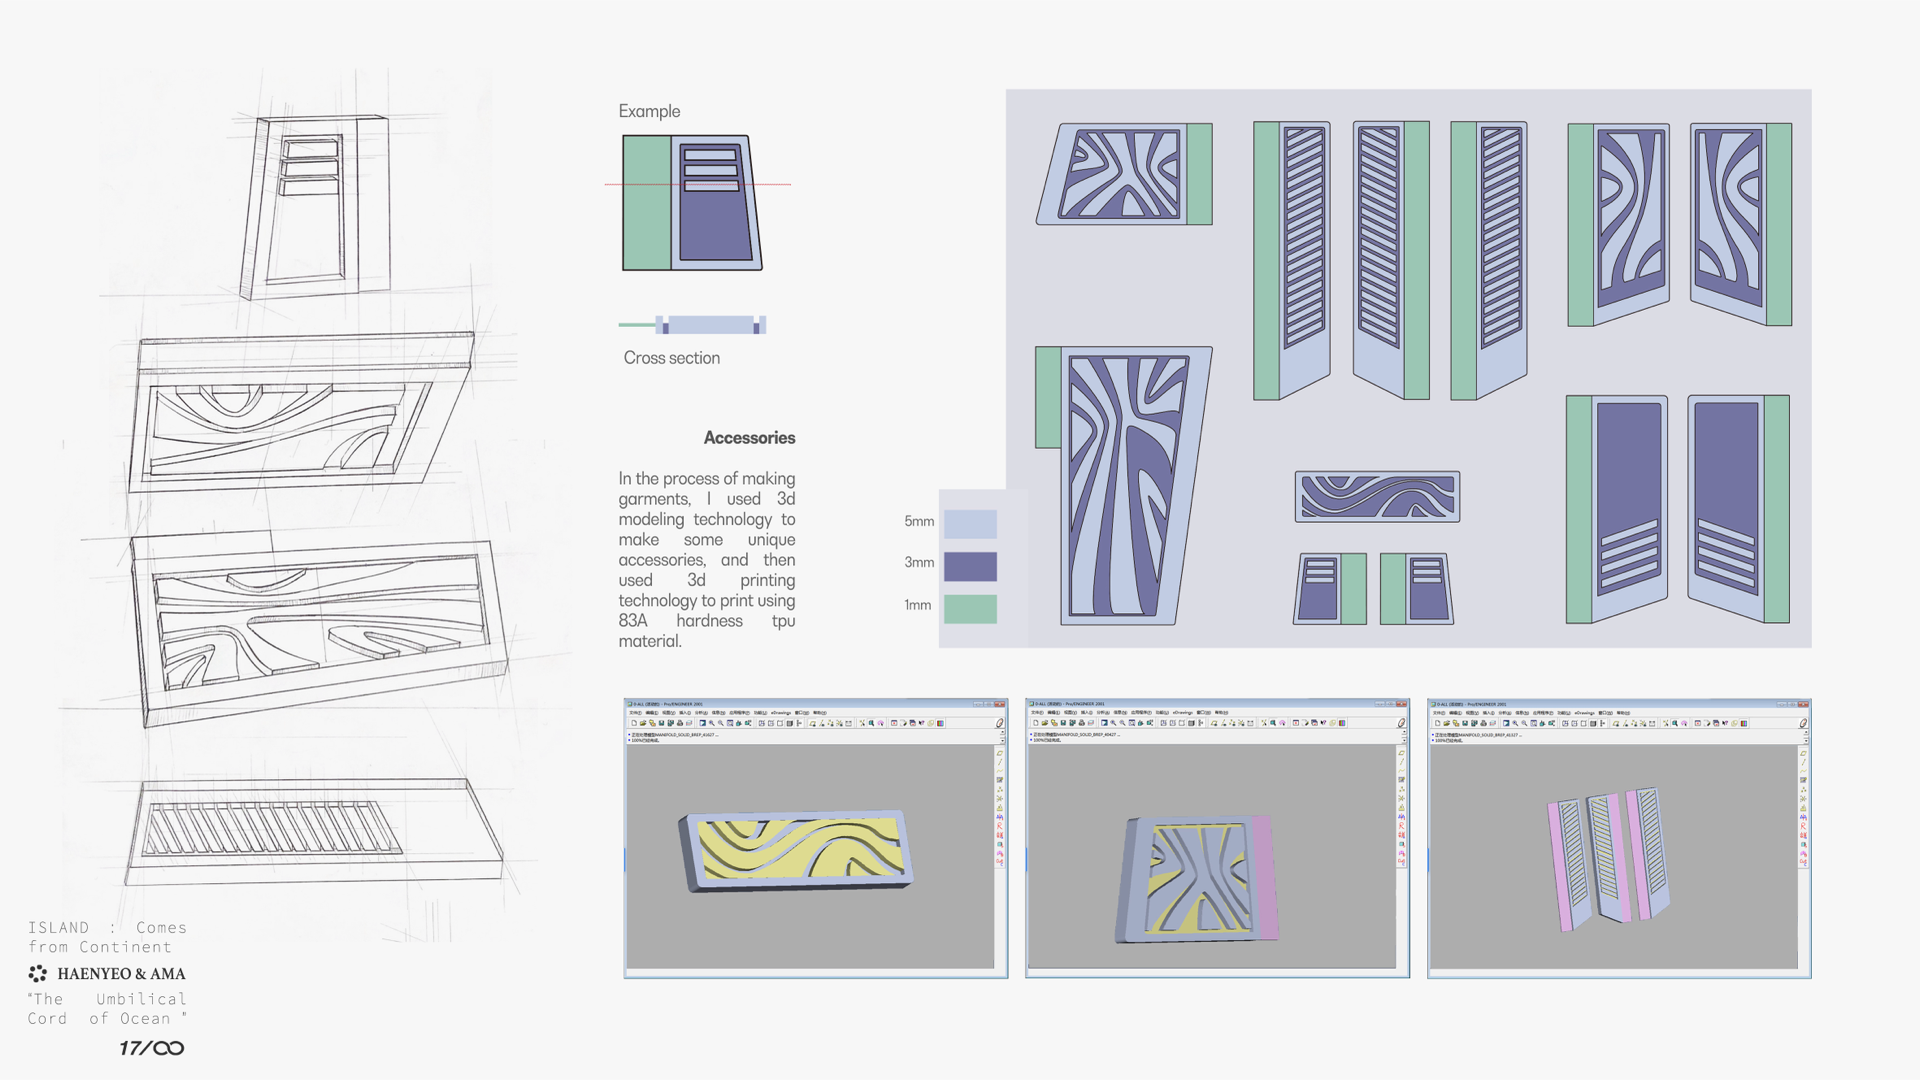 Example
Cross section
Accessories
In the process of making
garments, I used 3d
modeling technology to
make some unique
accessories, and then
used 3d printing
technology to print using
83A hardness tpu
material.
5mm
3mm
1mm
ISLAND : Comes
from Continent
HAENYEO & AMA
"The Umbilical
Cord of Ocean "
17/∞